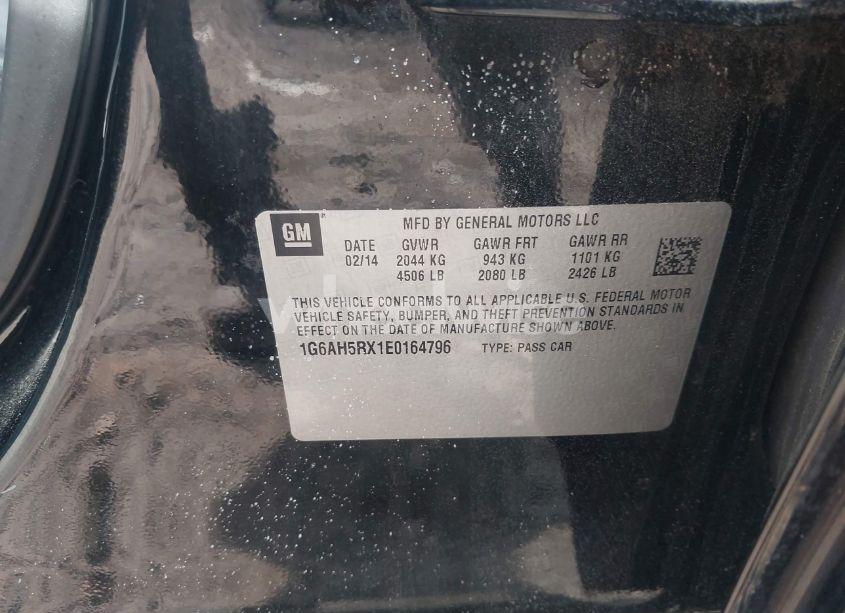 GM
MFD BY GENERAL MOTORS LLC
DATE GVWR GAWR FRT GAWR RR
02/14 2044 KG 943 KG 1101 KG
4506 LB 2080 LB 2426 LB
THIS VEHICLE CONFORMS TO ALL APPLICABLE U.S. FEDERAL MOTOR
VEHICLE SAFETY, BUMPER, AND THEFT PREVENTION STANDARDS IN
EFFECT ON THE DATE OF MANUFACTURE SHOWN ABOVE.
1G6AH5RX1E0164796 TYPE: PASS CAR